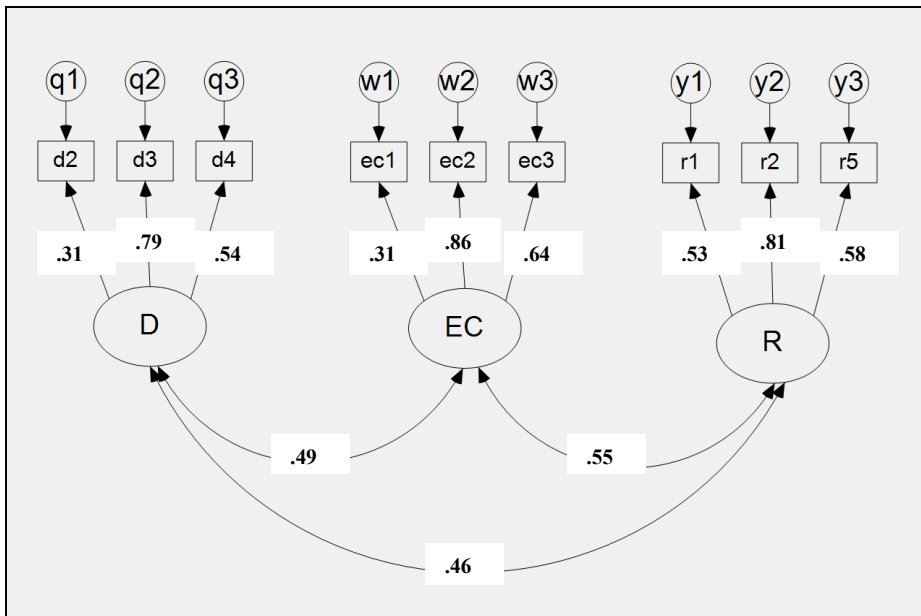 q1 q2 q3 w1 w2 w3 y1 y2 y3
d2 d3 d4 ec1 ec2 ec3 r1 r2 r5
.31 .79 .54 .31 .86 .64 .53 .81 .58
D EC R
.49 .55
.46